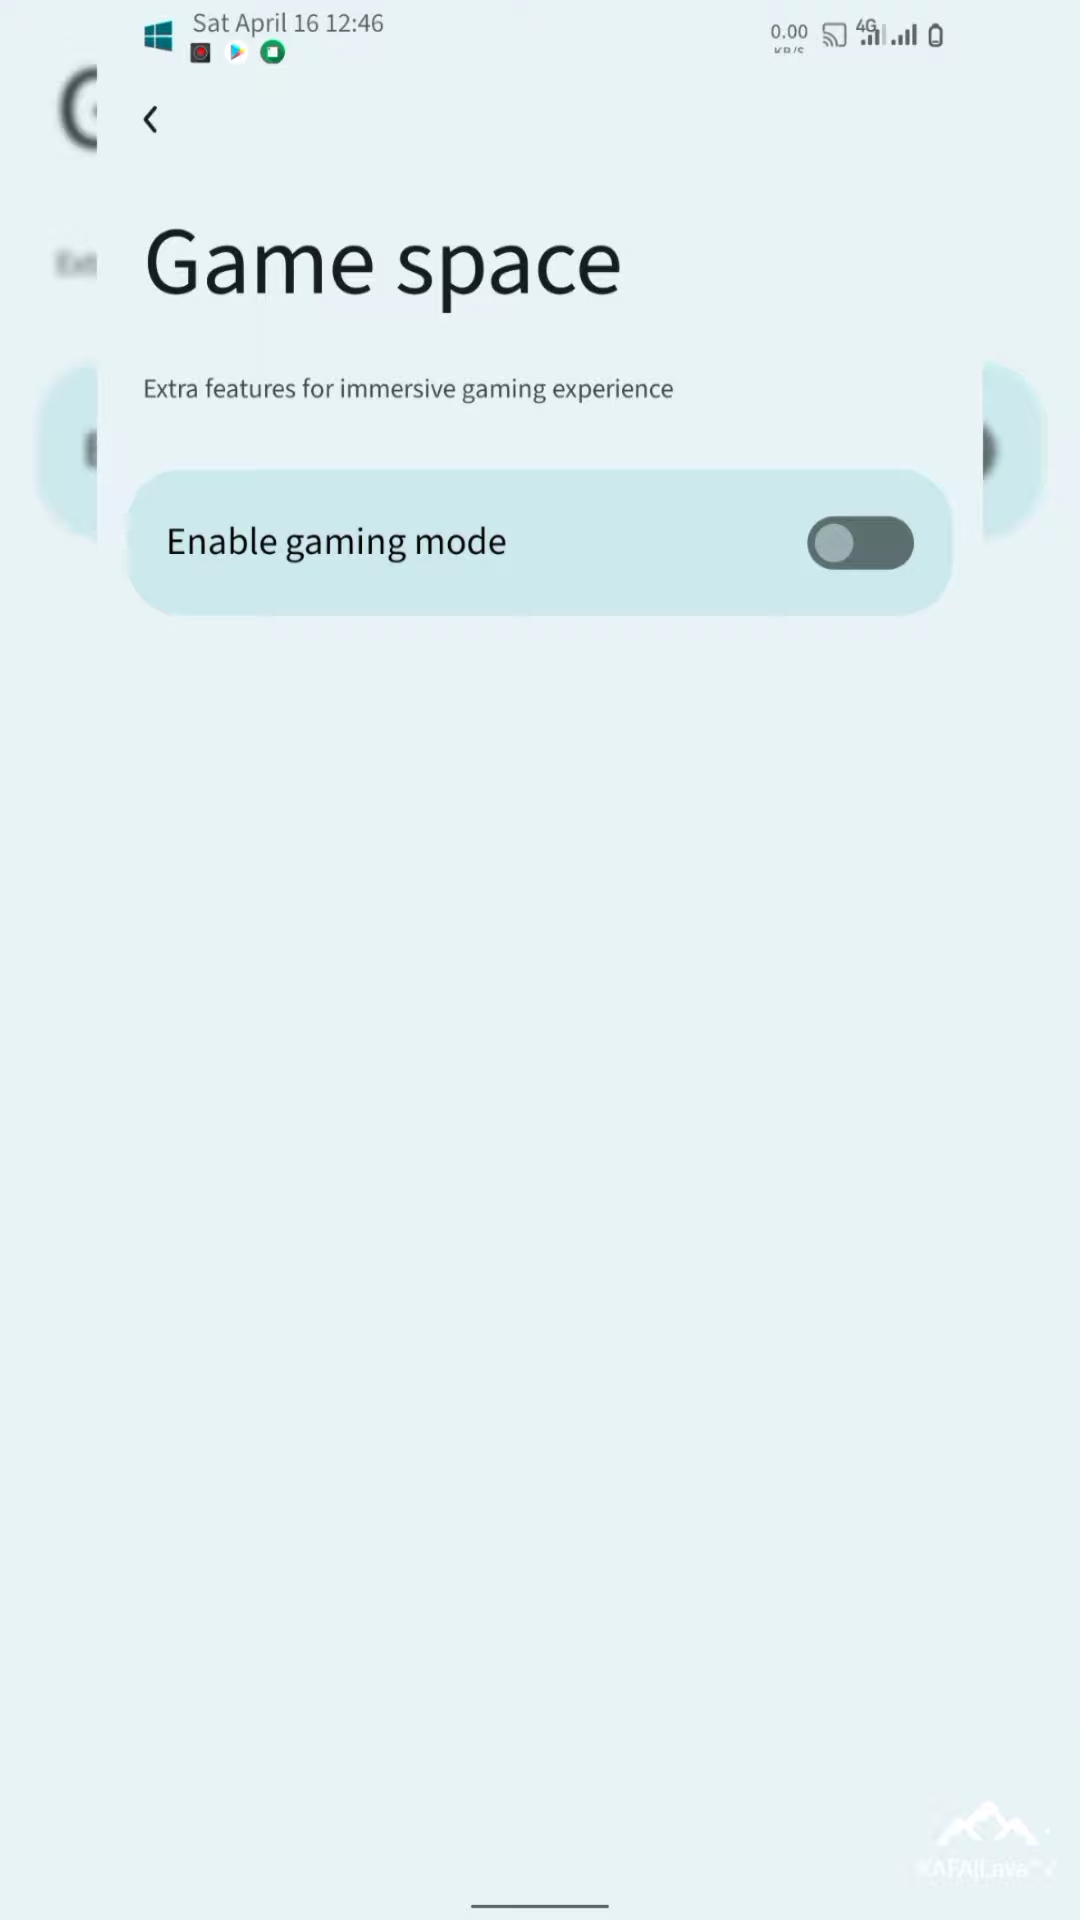 Sat April 16 12:46
0.00
4G
Game space
Extra features for immersive gaming experience
Enable gaming mode